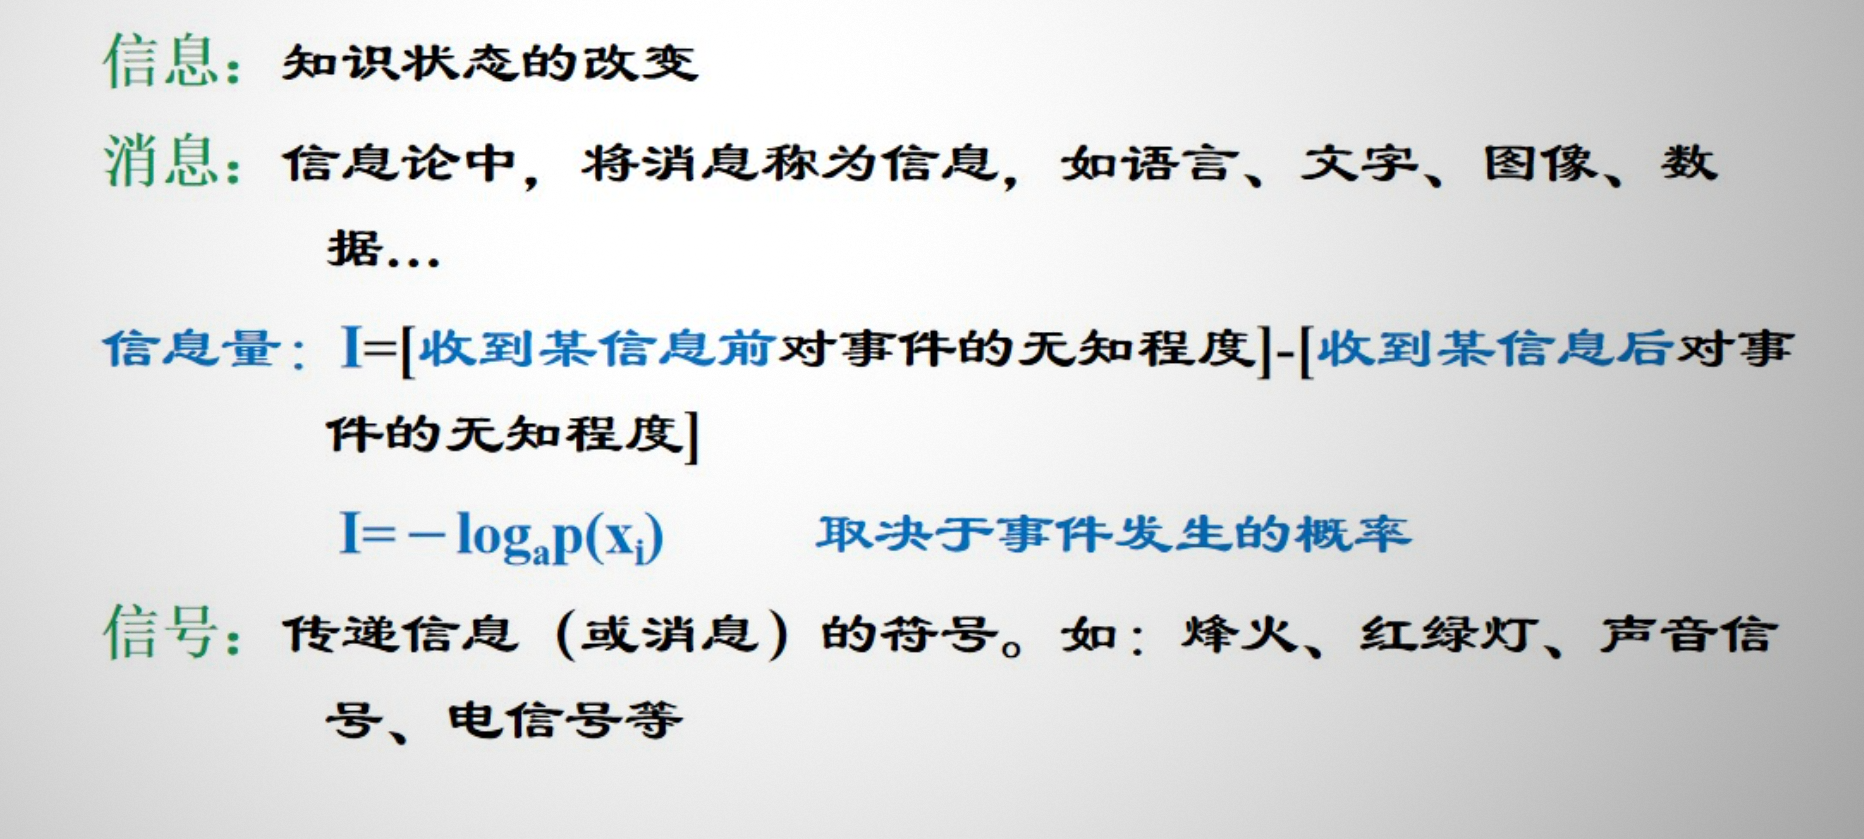 信息：知识状态的改变
消息：信息论中，将消息称为信息，如语言、文字、图像、数
据…
信息量：I=[收到某信息前对事件的无知程度]-[收到某信息后对事
件的无知程度]
I=－logₐp(xᵢ) 取决于事件发生的概率
信号：传递信息（或消息）的符号。如：烽火、红绿灯、声音信
号、电信号等